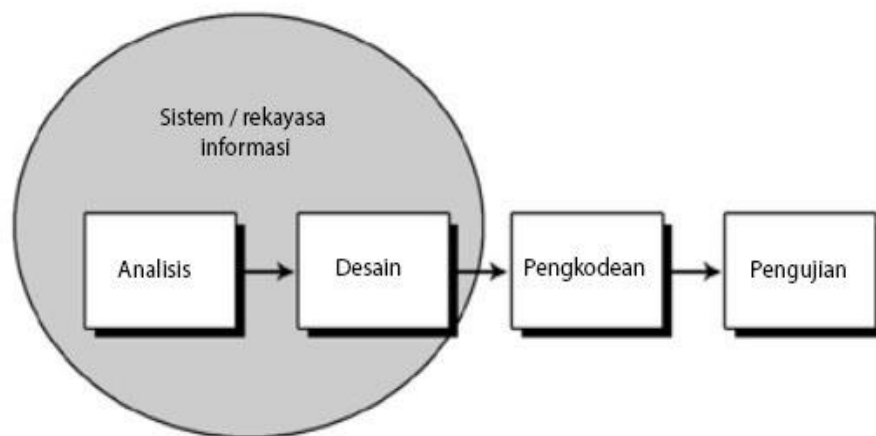 Sistem / rekayasa
informasi
Analisis
Desain
Pengkodean
Pengujian